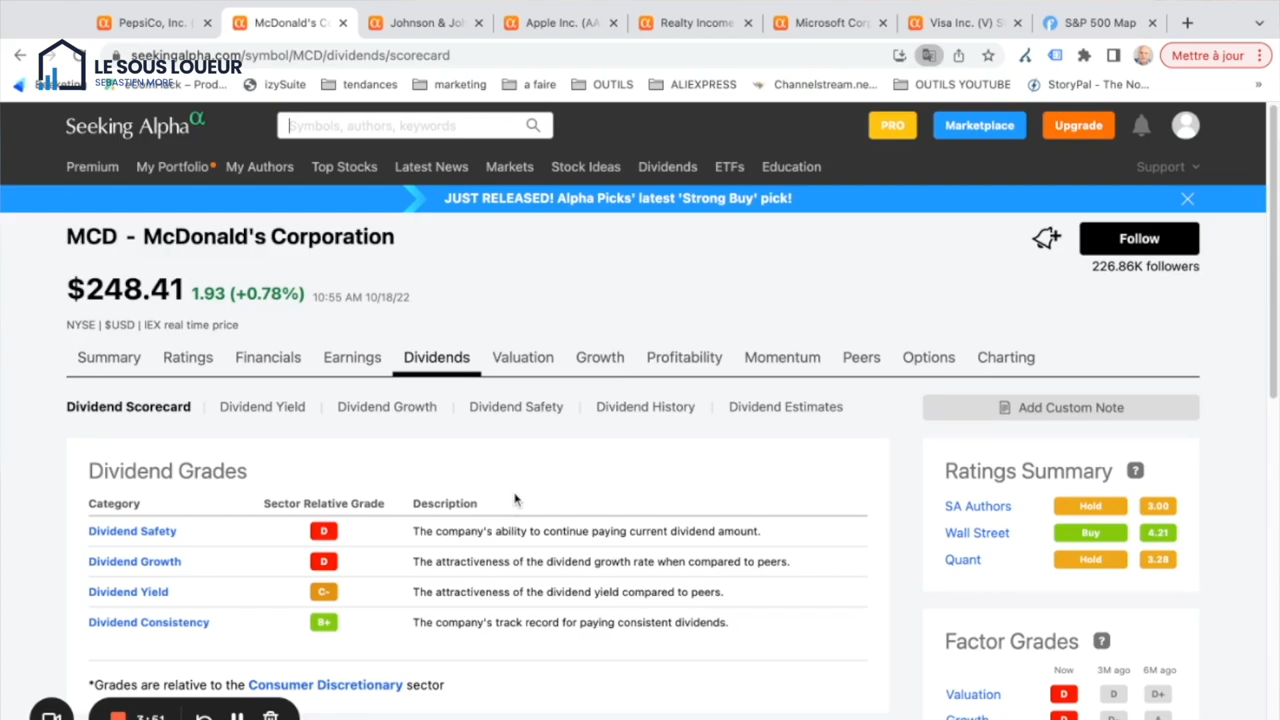 PepsiCo, Inc. (
McDonald's C
Johnson & Jo
Apple Inc. (AA
Realty Income
Microsoft Corp
Visa Inc. (V) S
S&P 500 Map
seekingalpha.com/symbol/MCD/dividends/scorecard
Mettre à jour
LE SOUS LOUEUR
SEBASTIEN MORE
izySuite
tendances
marketing
a faire
OUTILS
ALIEXPRESS
Channelstream.ne...
OUTILS YOUTUBE
StoryPal - The No...
»
Seeking Alpha α
Symbols, authors, keywords
PRO
Marketplace
Upgrade
Premium
My Portfolio
My Authors
Top Stocks
Latest News
Markets
Stock Ideas
Dividends
ETFs
Education
Support
JUST RELEASED! Alpha Picks' latest 'Strong Buy' pick!
MCD - McDonald's Corporation
Follow
226.86K followers
$248.41 1.93 (+0.78%) 10:55 AM 10/18/22
NYSE | $USD | IEX real time price
Summary
Ratings
Financials
Earnings
Dividends
Valuation
Growth
Profitability
Momentum
Peers
Options
Charting
Dividend Scorecard
Dividend Yield
Dividend Growth
Dividend Safety
Dividend History
Dividend Estimates
Add Custom Note
Dividend Grades
Category Sector Relative Grade Description
Dividend Safety D The company's ability to continue paying current dividend amount.
Dividend Growth D The attractiveness of the dividend growth rate when compared to peers.
Dividend Yield C- The attractiveness of the dividend yield compared to peers.
Dividend Consistency B+ The company's track record for paying consistent dividends.
*Grades are relative to the Consumer Discretionary sector
Ratings Summary ?
SA Authors Hold 3.00
Wall Street Buy 4.21
Quant Hold 3.28
Factor Grades ?
Now 3M ago 6M ago
Valuation D D D+
3:51